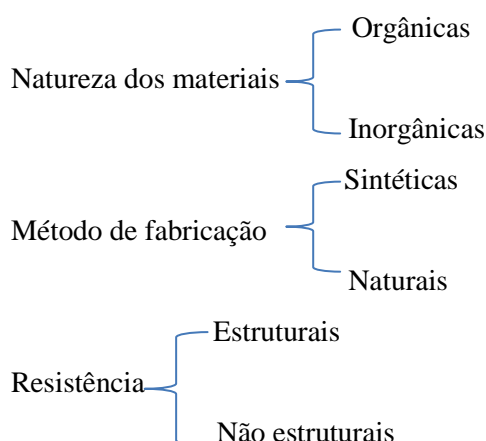 Orgânicas
Natureza dos materiais
Inorgânicas
Sintéticas
Método de fabricação
Naturais
Estruturais
Resistência
Não estruturais